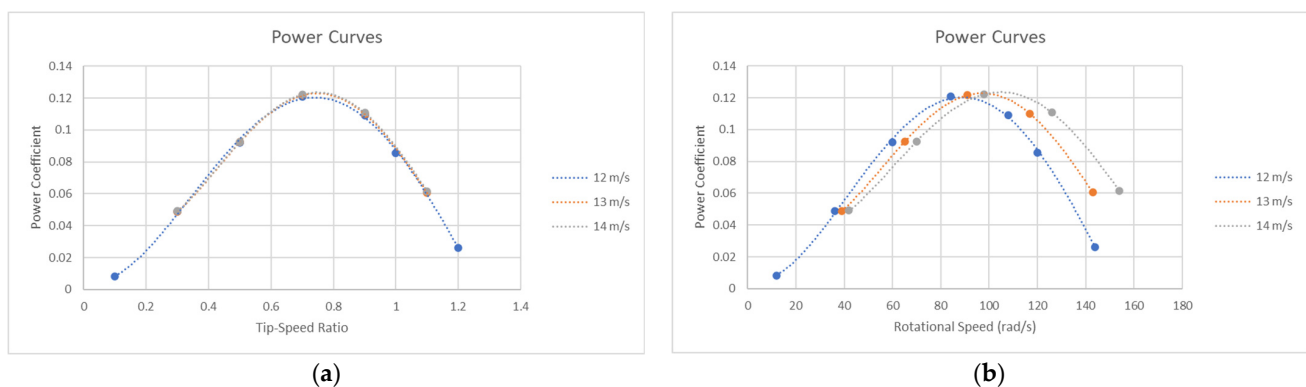 Power Curves
0.14
0.12
0.1
0.08
0.06
0.04
0.02
0
Power Coefficient
0 0.2 0.4 0.6 0.8 1 1.2 1.4
Tip-Speed Ratio
12 m/s
13 m/s
14 m/s
(a)
Power Curves
0.14
0.12
0.1
0.08
0.06
0.04
0.02
0
Power Coefficient
0 20 40 60 80 100 120 140 160 180
Rotational Speed (rad/s)
12 m/s
13 m/s
14 m/s
(b)